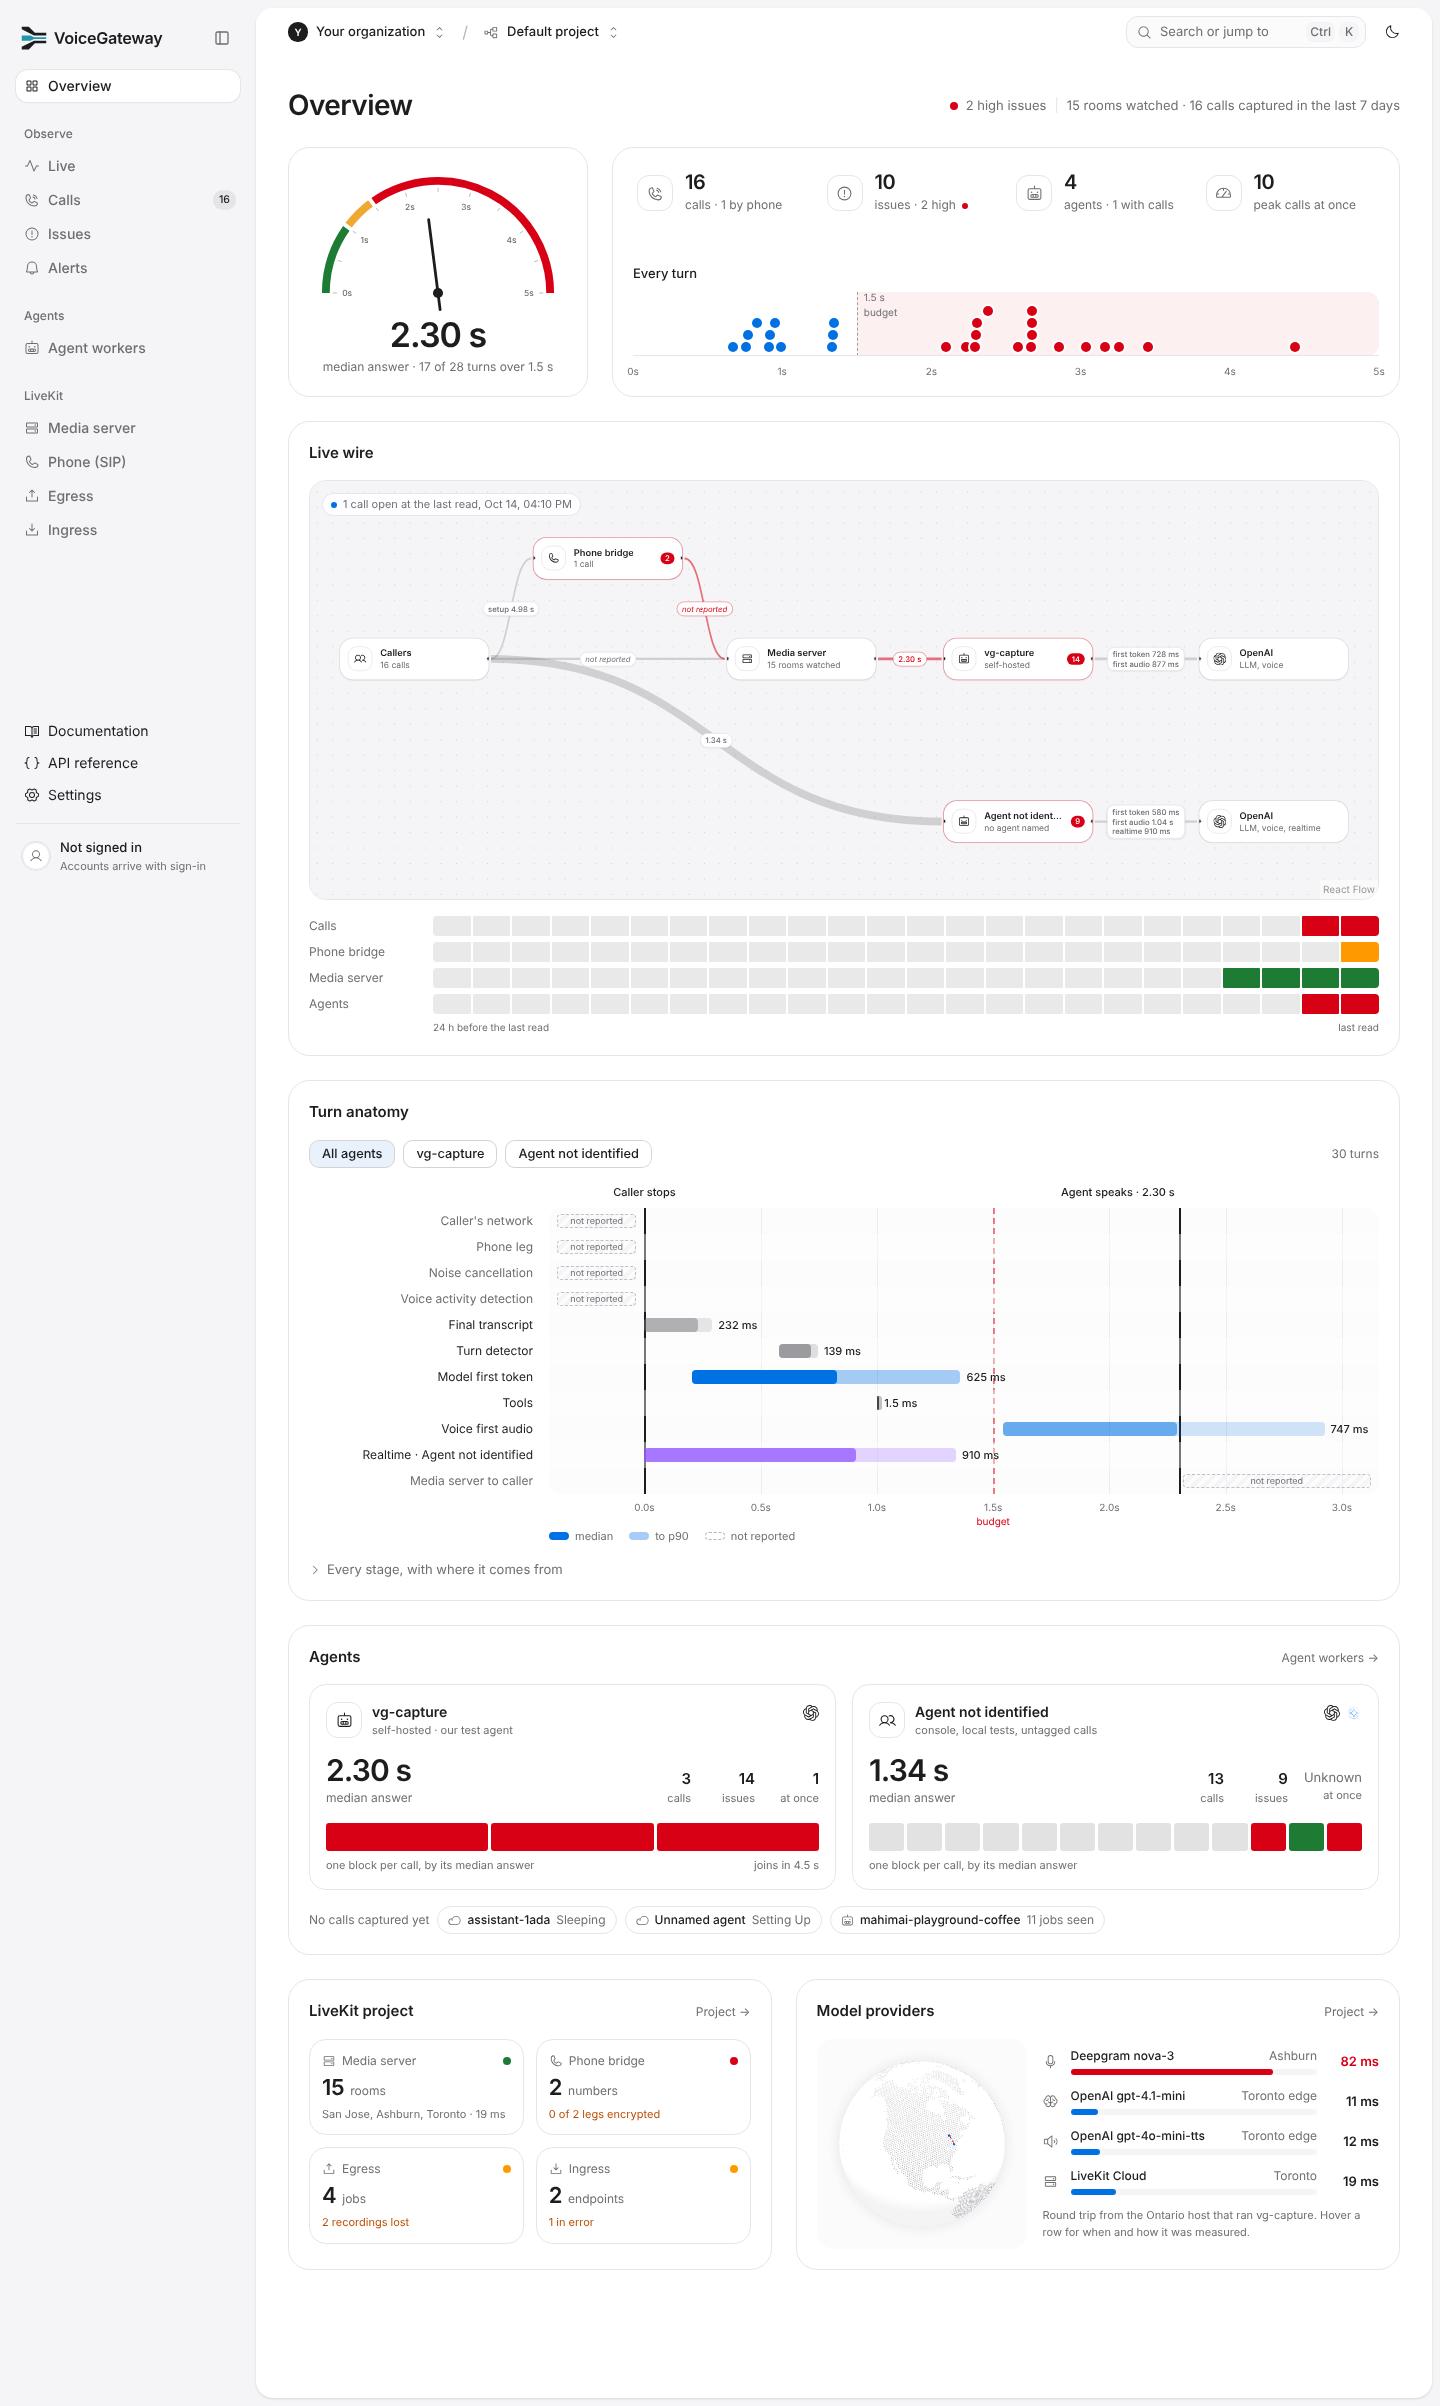 VoiceGateway
Overview
Observe
Live
Calls 16
Issues
Alerts
Agents
Agent workers
LiveKit
Media server
Phone (SIP)
Egress
Ingress
Documentation
API reference
Settings
Not signed in
Accounts arrive with sign-in
Y Your organization / Default project
Search or jump to Ctrl K
Overview
2 high issues 15 rooms watched · 16 calls captured in the last 7 days
0s 1s 2s 3s 4s 5s
2.30 s
median answer · 17 of 28 turns over 1.5 s
16
calls · 1 by phone
10
issues · 2 high
4
agents · 1 with calls
10
peak calls at once
Every turn
1.5 s
budget
0s 1s 2s 3s 4s 5s
Live wire
1 call open at the last read, Oct 14, 04:10 PM
Phone bridge
1 call
2
setup 4.98 s
not reported
Callers
16 calls
not reported
Media server
15 rooms watched
2.30 s
vg-capture
self-hosted
14
first token 728 ms
first audio 877 ms
OpenAI
LLM, voice
1.34 s
Agent not ident...
no agent named
9
first token 580 ms
first audio 1.04 s
realtime 910 ms
OpenAI
LLM, voice, realtime
React Flow
Calls
Phone bridge
Media server
Agents
24 h before the last read last read
Turn anatomy
All agents vg-capture Agent not identified 30 turns
Caller stops Agent speaks · 2.30 s
Caller's network not reported
Phone leg not reported
Noise cancellation not reported
Voice activity detection not reported
Final transcript 232 ms
Turn detector 139 ms
Model first token 625 ms
Tools 1.5 ms
Voice first audio 747 ms
Realtime · Agent not identified 910 ms
Media server to caller not reported
0.0s 0.5s 1.0s 1.5s 2.0s 2.5s 3.0s
budget
median to p90 not reported
Every stage, with where it comes from
Agents Agent workers →
vg-capture
self-hosted · our test agent
2.30 s
median answer
3
calls
14
issues
1
at once
one block per call, by its median answer joins in 4.5 s
Agent not identified
console, local tests, untagged calls
1.34 s
median answer
13
calls
9
issues
Unknown
at once
one block per call, by its median answer
No calls captured yet assistant-1ada Sleeping Unnamed agent Setting Up mahimai-playground-coffee 11 jobs seen
LiveKit project Project →
Media server
15 rooms
San Jose, Ashburn, Toronto · 19 ms
Phone bridge
2 numbers
0 of 2 legs encrypted
Egress
4 jobs
2 recordings lost
Ingress
2 endpoints
1 in error
Model providers Project →
Deepgram nova-3 Ashburn 82 ms
OpenAI gpt-4.1-mini Toronto edge 11 ms
OpenAI gpt-4o-mini-tts Toronto edge 12 ms
LiveKit Cloud Toronto 19 ms
Round trip from the Ontario host that ran vg-capture. Hover a
row for when and how it was measured.